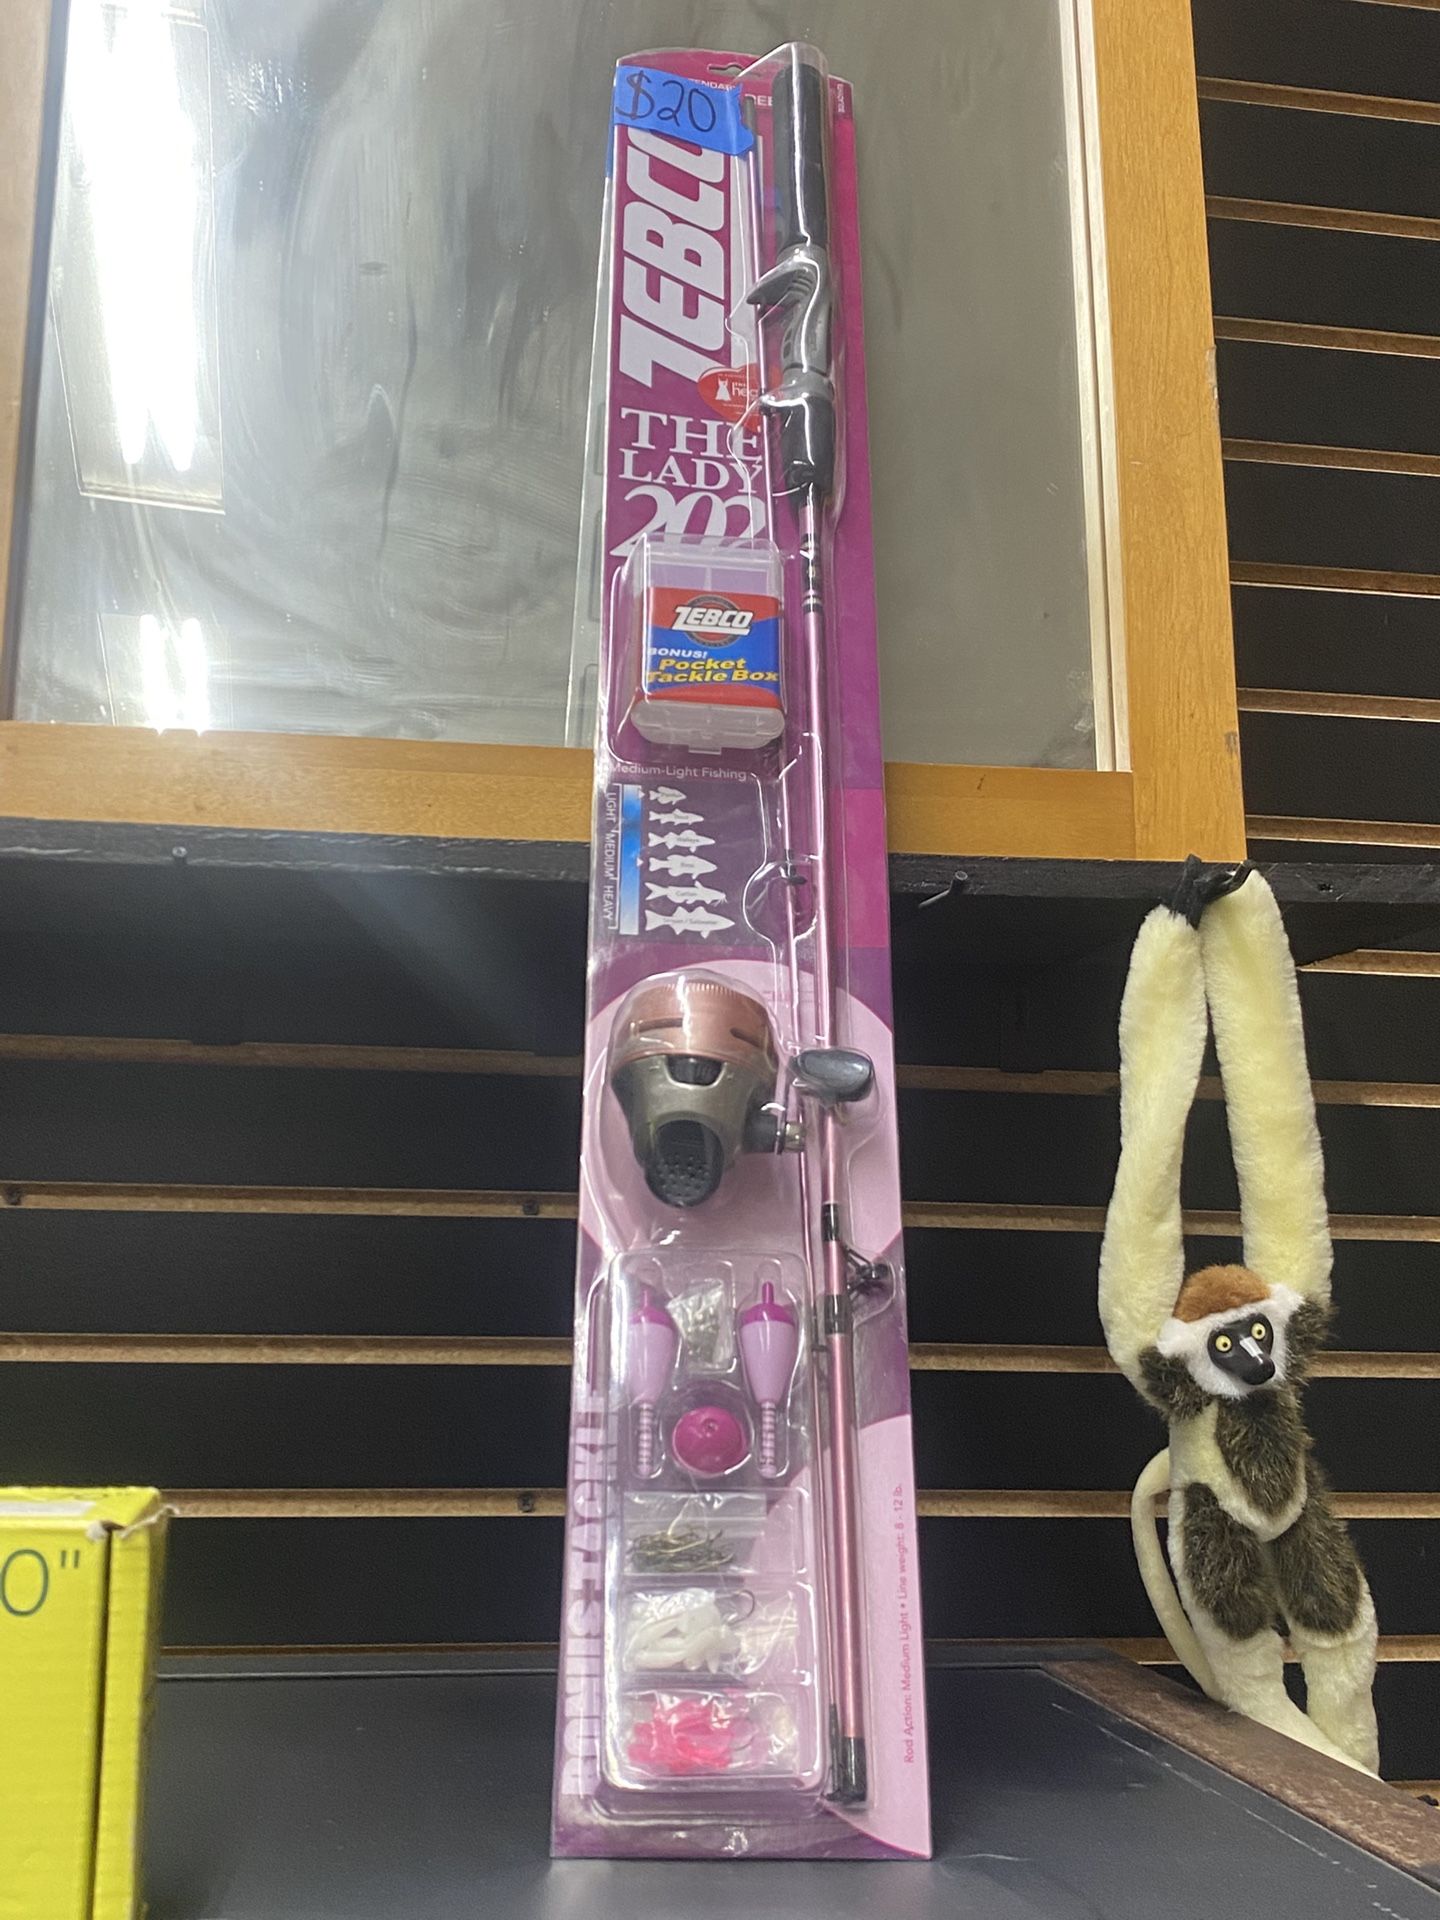 $20
ZEBCO
THE
LADY
202
ZEBCO
BONUS!
Pocket
Tackle Box
Medium-Light Fishing
LIGHT MEDIUM HEAVY
Catfish
BONUS TACKLE
Rod Action: Medium Light • Line weight: 8 - 12 lb.
0"